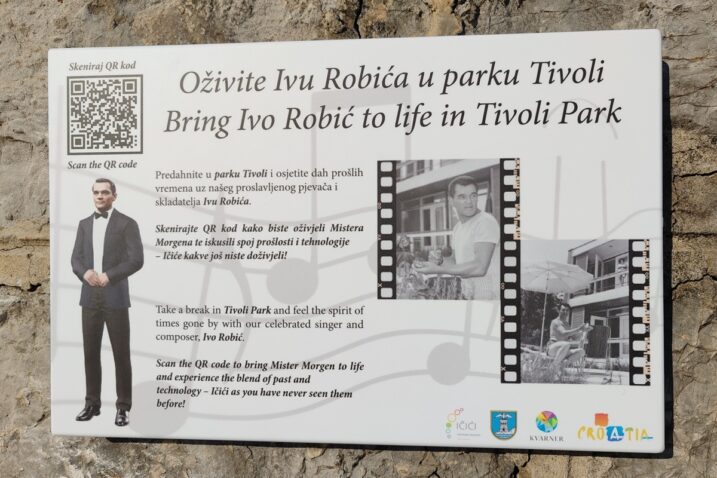 Skeniraj QR kod
Scan the QR code
Oživite Ivu Robića u parku Tivoli
Bring Ivo Robić to life in Tivoli Park
Predahnite u parku Tivoli i osjetite dah prošlih
vremena uz našeg proslavljenog pjevača i
skladatelja Ivu Robića.
Skenirajte QR kod kako biste oživjeli Mistera
Morgena te iskusili spoj prošlosti i tehnologije
– Ičiće kakve još niste doživjeli!
Take a break in Tivoli Park and feel the spirit of
times gone by with our celebrated singer and
composer, Ivo Robić.
Scan the QR code to bring Mister Morgen to life
and experience the blend of past and
technology – Ičići as you have never seen them
before!
IČIĆI
KVARNER
CROATIA